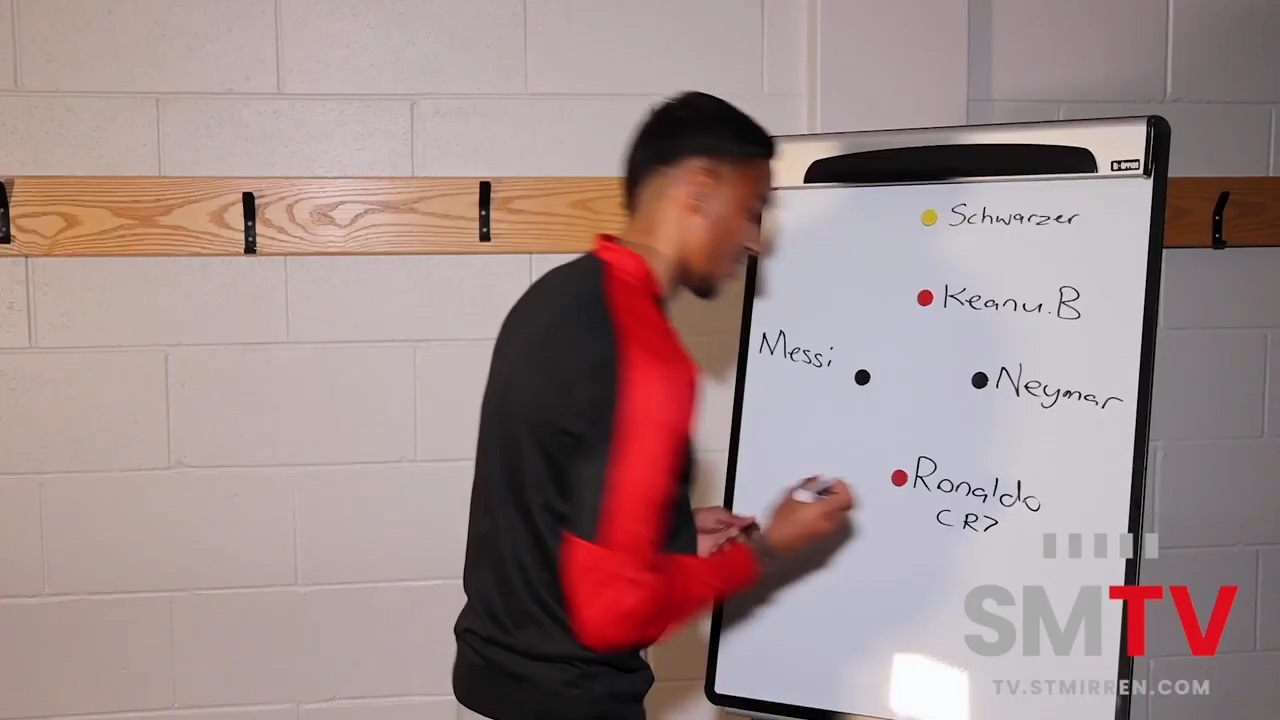 Schwarzer
Keanu.B
Messi
Neymar
Ronaldo
CR7
SMTV
TV.STMIRREN.COM